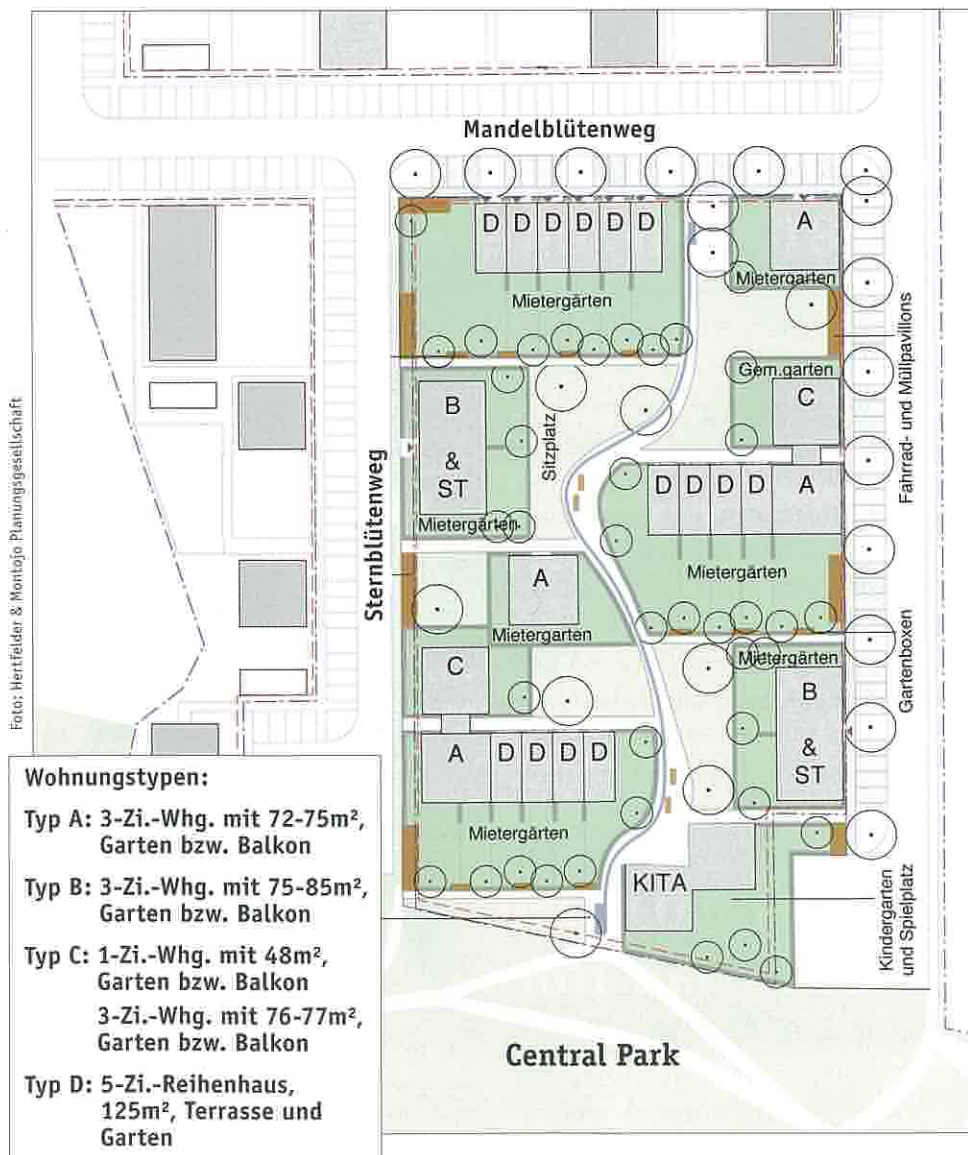 Mandelblütenweg
D D D D D D
A
Mietergarten
Mietergärten
Fahrrad- und Müllpavillons
Gem.garten
C
B
& 
ST
Sitzplatz
Mietergärten
Sternblütenweg
D D D D A
Mietergärten
A
Mietergarten
Gartenboxen
Mietergärten
C
B
&
ST
A D D D D
Mietergärten
KITA
Kindergarten
und Spielplatz
Central Park
Foto: Hertfelder & Montojo Planungsgesellschaft
Wohnungstypen:
Typ A: 3-Zi.-Whg. mit 72-75m²,
Garten bzw. Balkon
Typ B: 3-Zi.-Whg. mit 75-85m²,
Garten bzw. Balkon
Typ C: 1-Zi.-Whg. mit 48m²,
Garten bzw. Balkon
3-Zi.-Whg. mit 76-77m²,
Garten bzw. Balkon
Typ D: 5-Zi.-Reihenhaus,
125m², Terrasse und
Garten